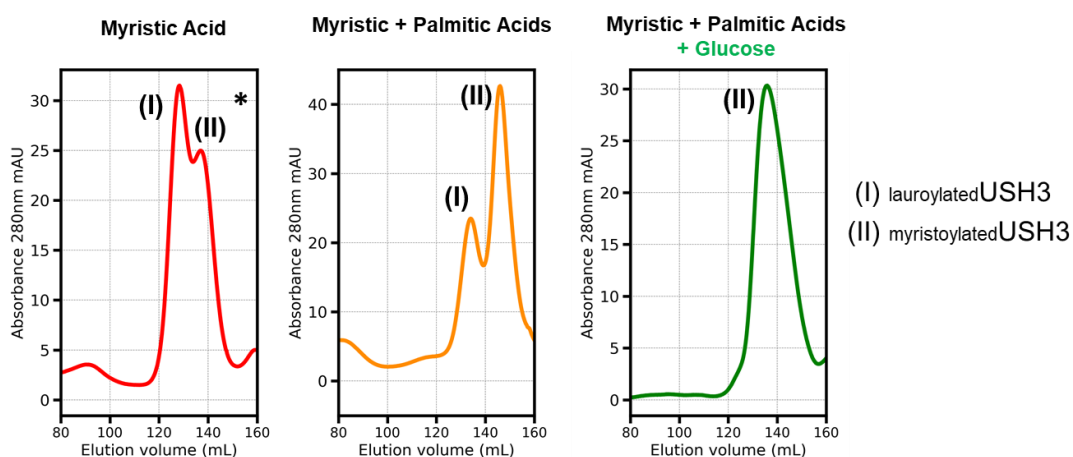 Myristic Acid
Absorbance 280nm mAU
30
25
20
15
10
5
0
(I)
(II)
*
80
100
120
140
160
Elution volume (mL)
Myristic + Palmitic Acids
Absorbance 280nm mAU
40
30
20
10
0
(I)
(II)
80
100
120
140
160
Elution volume (mL)
Myristic + Palmitic Acids
+ Glucose
Absorbance 280nm mAU
30
25
20
15
10
5
0
(II)
80
100
120
140
160
Elution volume (mL)
(I) lauroylatedUSH3
(II) myristoylatedUSH3